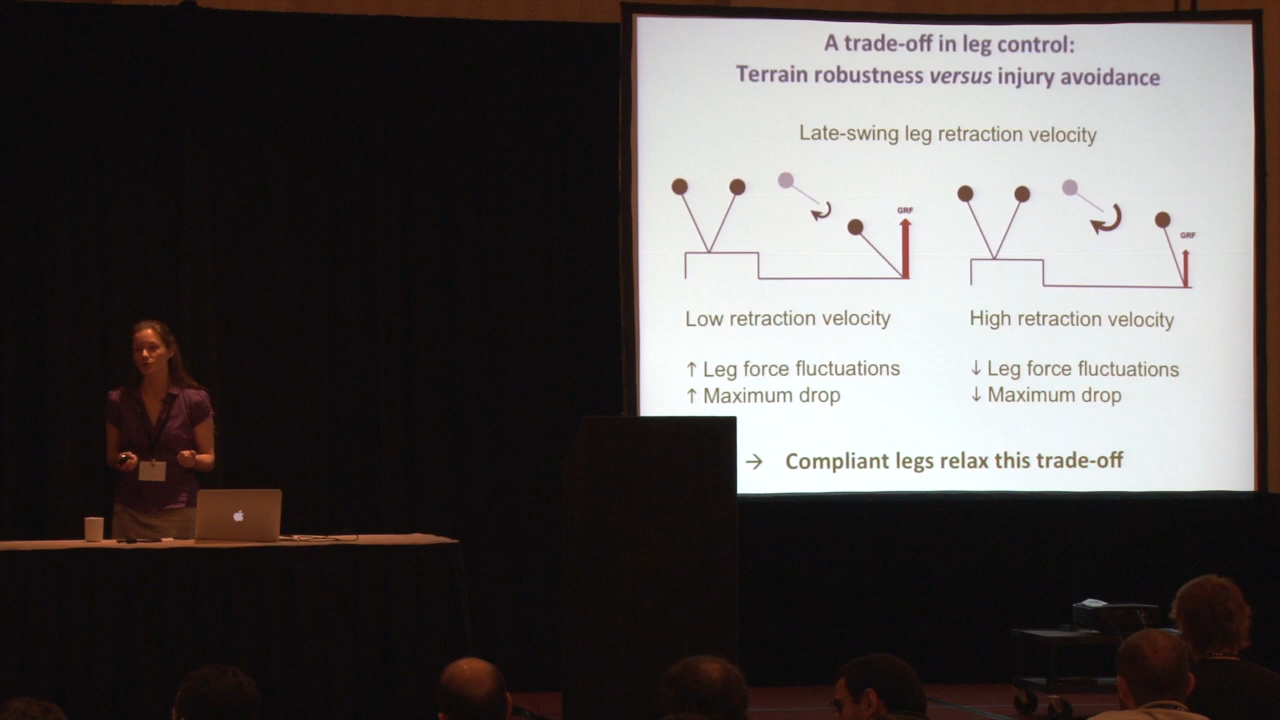 A trade-off in leg control:
Terrain robustness versus injury avoidance
Late-swing leg retraction velocity
GRF
GRF
Low retraction velocity
High retraction velocity
↑ Leg force fluctuations
↑ Maximum drop
↓ Leg force fluctuations
↓ Maximum drop
→ Compliant legs relax this trade-off